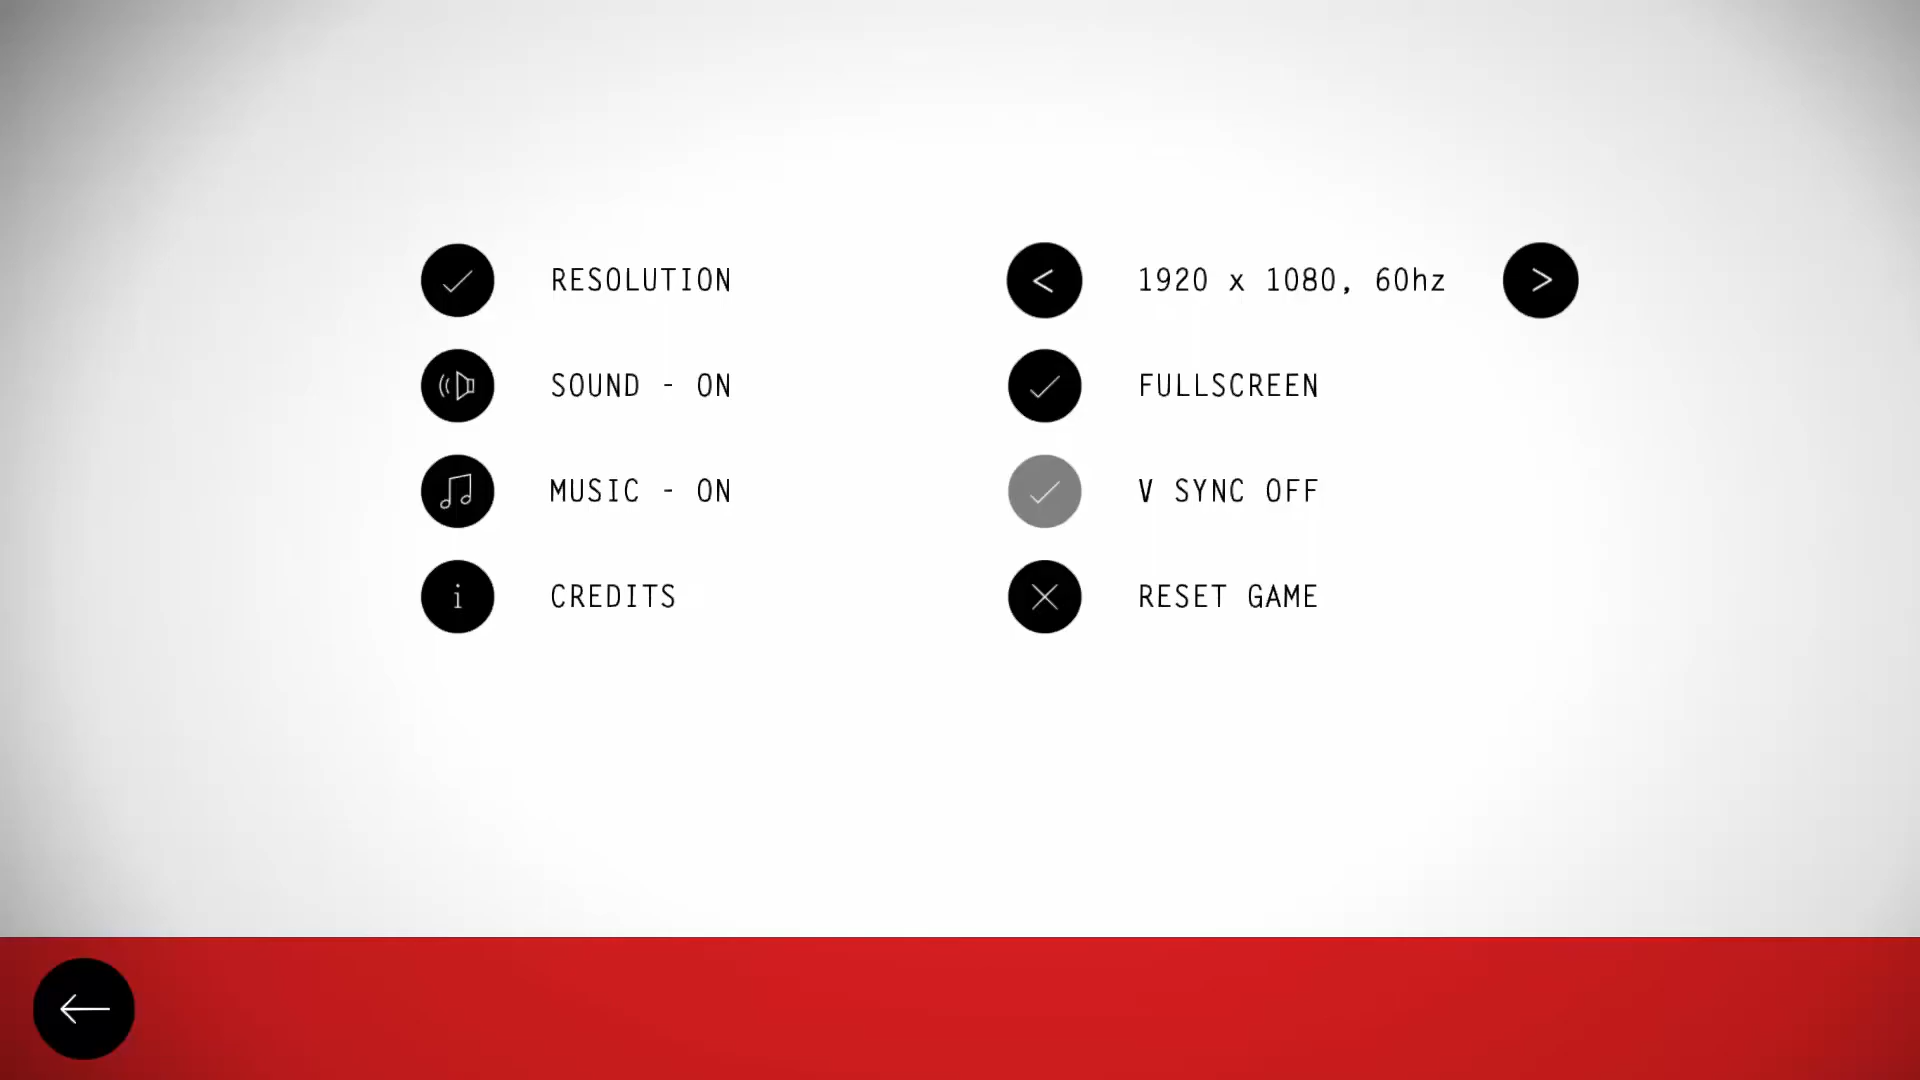 RESOLUTION < 1920 x 1080, 60hz >
SOUND - ON FULLSCREEN
MUSIC - ON V SYNC OFF
i CREDITS RESET GAME